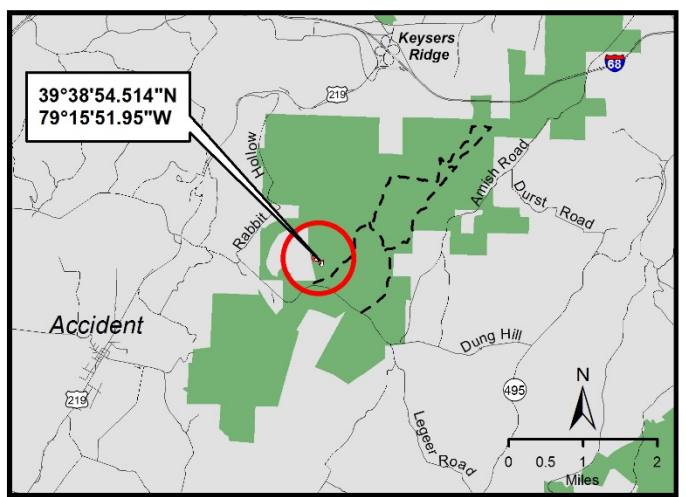 Keysers
Ridge
68
39°38'54.514"N
79°15'51.95"W
219
Rabbit Hollow
Amish Road
Durst Road
Accident
Dung Hill
219
495
Legeer Road
N
0 0.5 1 2
Miles